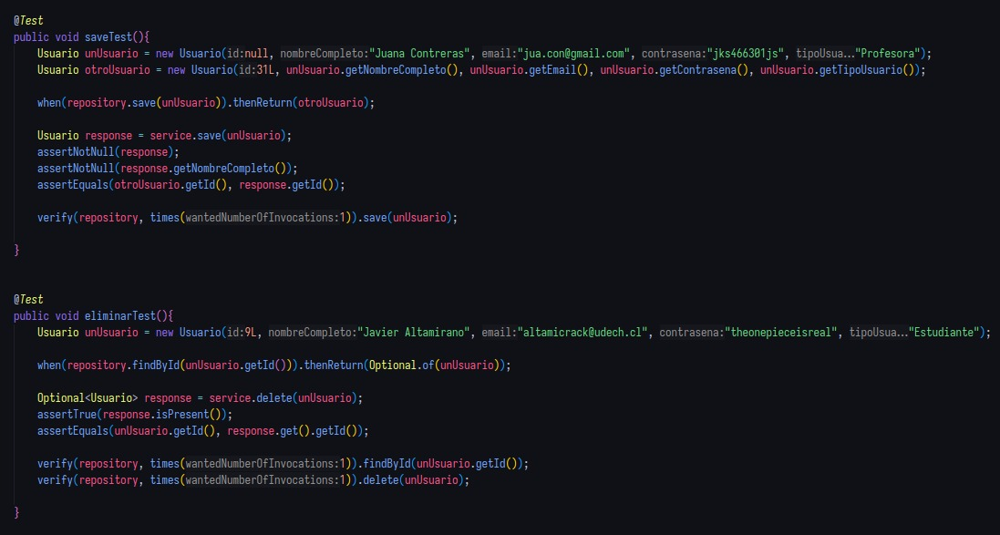 @Test
public void saveTest(){
Usuario unUsuario = new Usuario(id:null, nombreCompleto:"Juana Contreras", email:"jua.con@gmail.com", contrasena:"jks466301js", tipoUsua...:"Profesora");
Usuario otroUsuario = new Usuario(id:31L, unUsuario.getNombreCompleto(), unUsuario.getEmail(), unUsuario.getContrasena(), unUsuario.getTipoUsuario());
when(repository.save(unUsuario)).thenReturn(otroUsuario);
Usuario response = service.save(unUsuario);
assertNotNull(response);
assertNotNull(response.getNombreCompleto());
assertEquals(otroUsuario.getId(), response.getId());
verify(repository, times(wantedNumberOfInvocations:1)).save(unUsuario);
}
@Test
public void eliminarTest(){
Usuario unUsuario = new Usuario(id:9L, nombreCompleto:"Javier Altamirano", email:"altamicrack@udech.cl", contrasena:"theonepieceisreal", tipoUsua...:"Estudiante");
when(repository.findById(unUsuario.getId())).thenReturn(Optional.of(unUsuario));
Optional<Usuario> response = service.delete(unUsuario);
assertTrue(response.isPresent());
assertEquals(unUsuario.getId(), response.get().getId());
verify(repository, times(wantedNumberOfInvocations:1)).findById(unUsuario.getId());
verify(repository, times(wantedNumberOfInvocations:1)).delete(unUsuario);
}